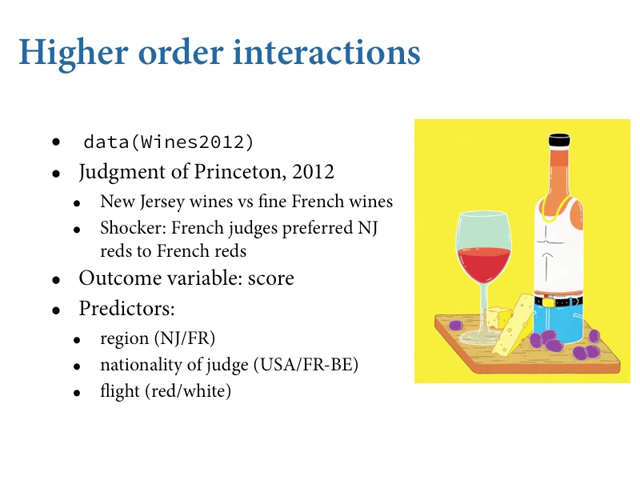 Higher order interactions
• data(Wines2012)
• Judgment of Princeton, 2012
• New Jersey wines vs fine French wines
• Shocker: French judges preferred NJ
reds to French reds
• Outcome variable: score
• Predictors:
• region (NJ/FR)
• nationality of judge (USA/FR-BE)
• flight (red/white)